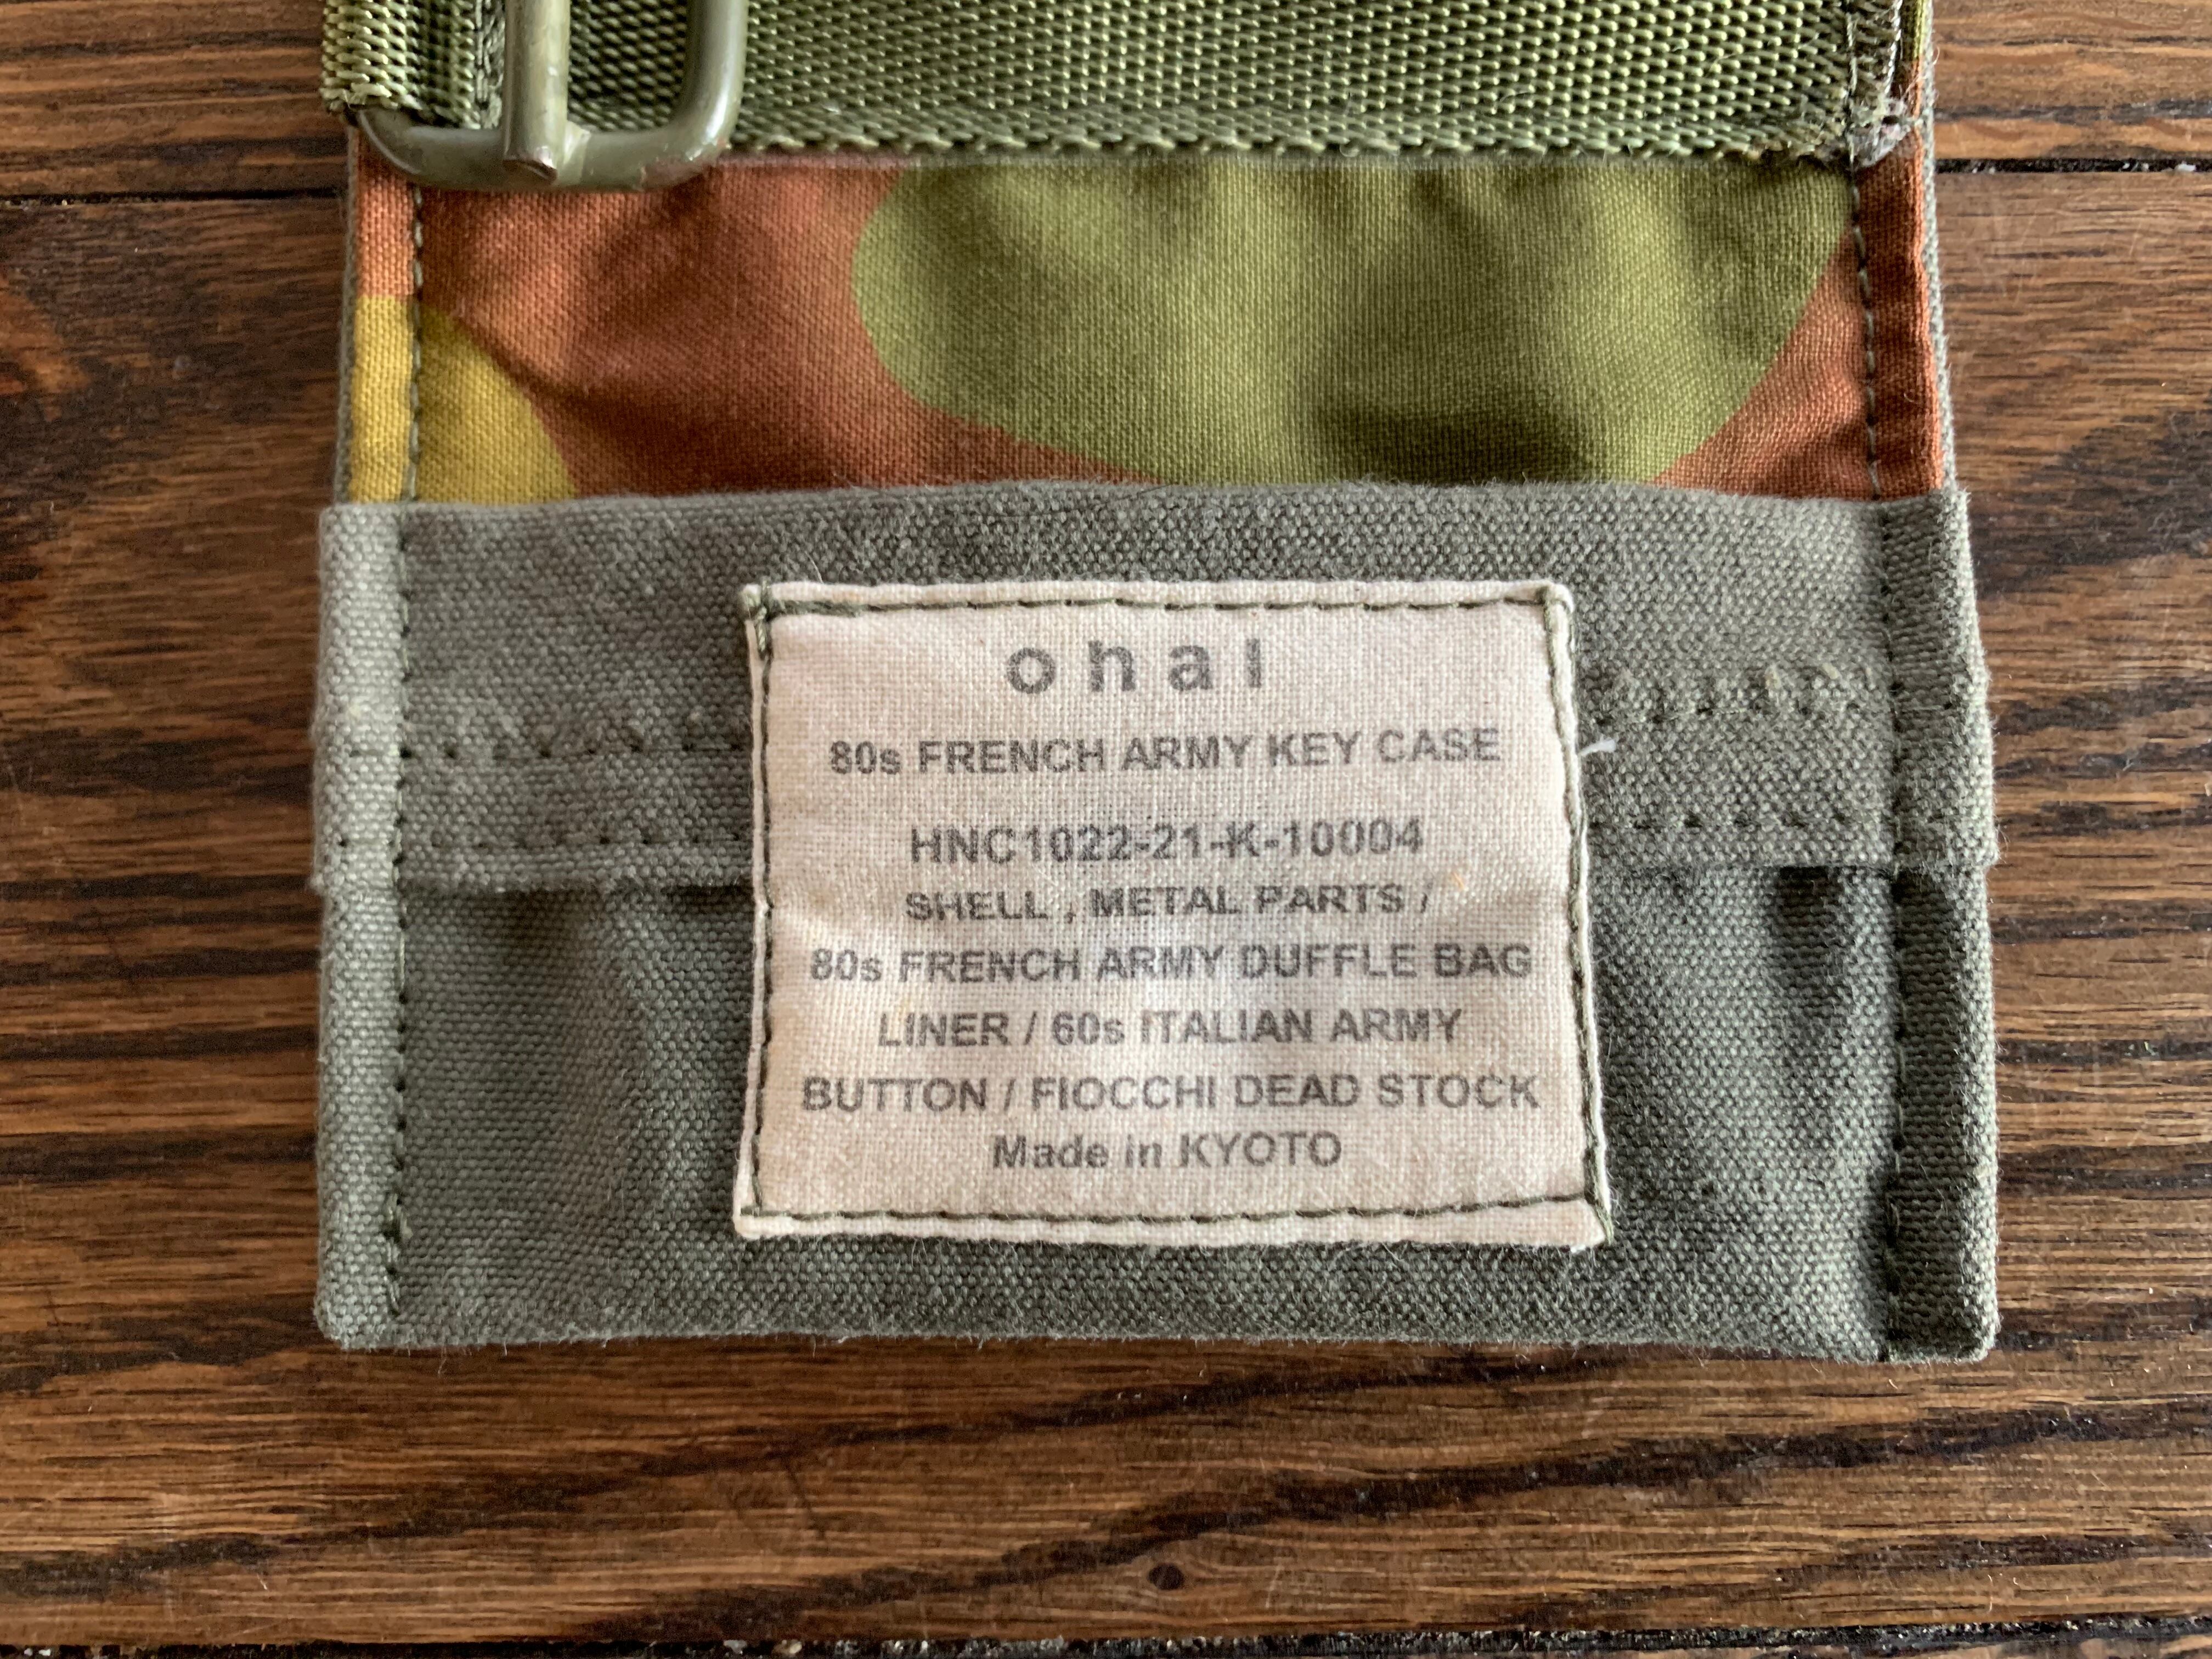 ohal
80s FRENCH ARMY KEY CASE
HNC1022-21-K-10004
SHELL , METAL PARTS /
80s FRENCH ARMY DUFFLE BAG
LINER / 60s ITALIAN ARMY
BUTTON / FIOCCHI DEAD STOCK
Made in KYOTO